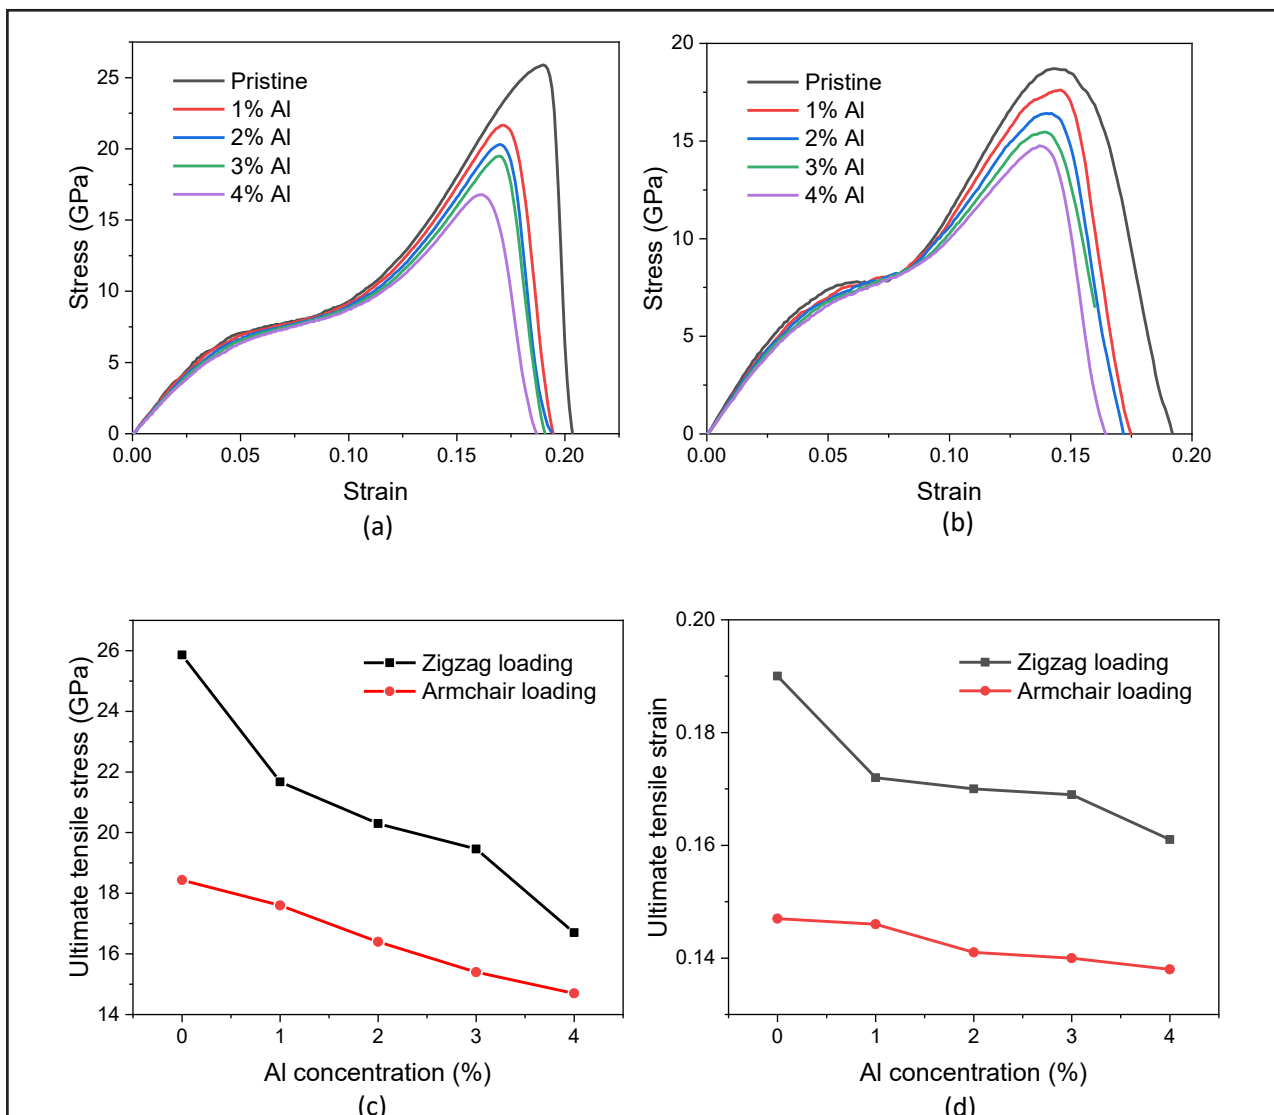 Pristine
1% Al
2% Al
3% Al
4% Al
Stress (GPa)
25
20
15
10
5
0
0.00 0.05 0.10 0.15 0.20
Strain
(a)
Pristine
1% Al
2% Al
3% Al
4% Al
Stress (GPa)
20
15
10
5
0
0.00 0.05 0.10 0.15 0.20
Strain
(b)
Zigzag loading
Armchair loading
Ultimate tensile stress (GPa)
26
24
22
20
18
16
14
0 1 2 3 4
Al concentration (%)
(c)
Zigzag loading
Armchair loading
Ultimate tensile strain
0.20
0.18
0.16
0.14
0 1 2 3 4
Al concentration (%)
(d)